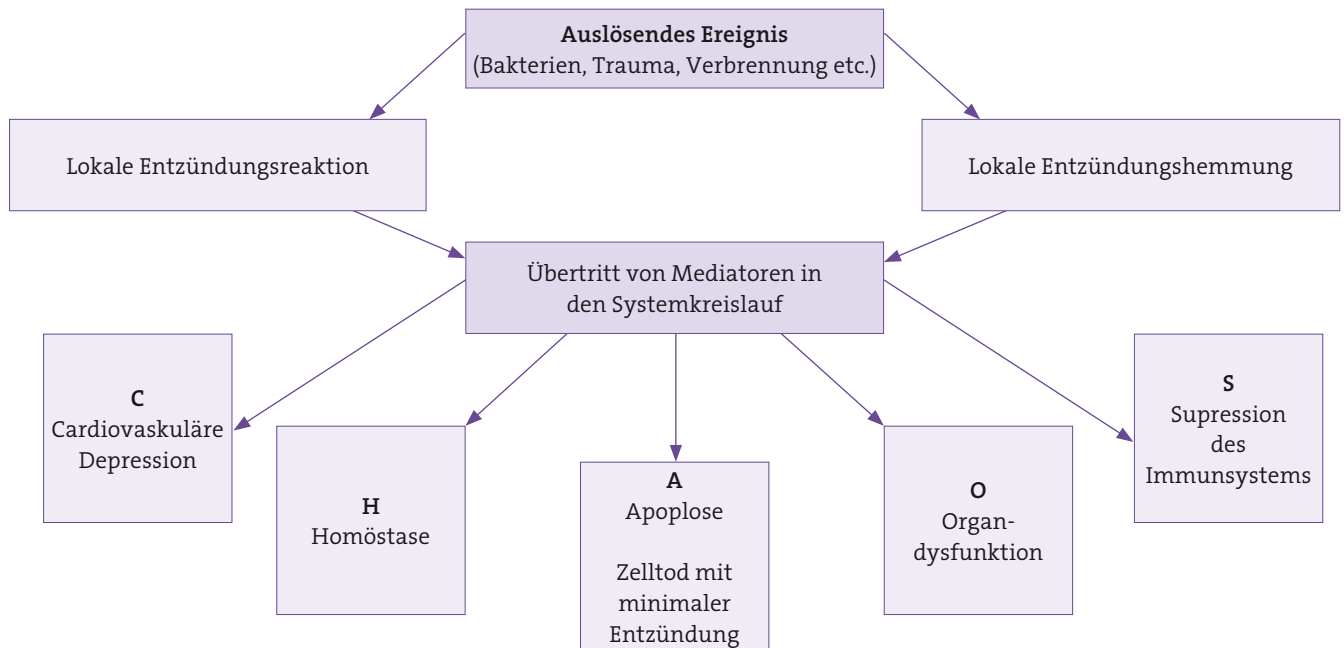 Auslösendes Ereignis
(Bakterien, Trauma, Verbrennung etc.)
Lokale Entzündungsreaktion
Lokale Entzündungshemmung
Übertritt von Mediatoren in
den Systemkreislauf
C
Cardiovaskuläre
Depression
H
Homöstase
A
Apoplose
Zelltod mit
minimaler
Entzündung
O
Organ-
dysfunktion
S
Supression
des
Immunsystems